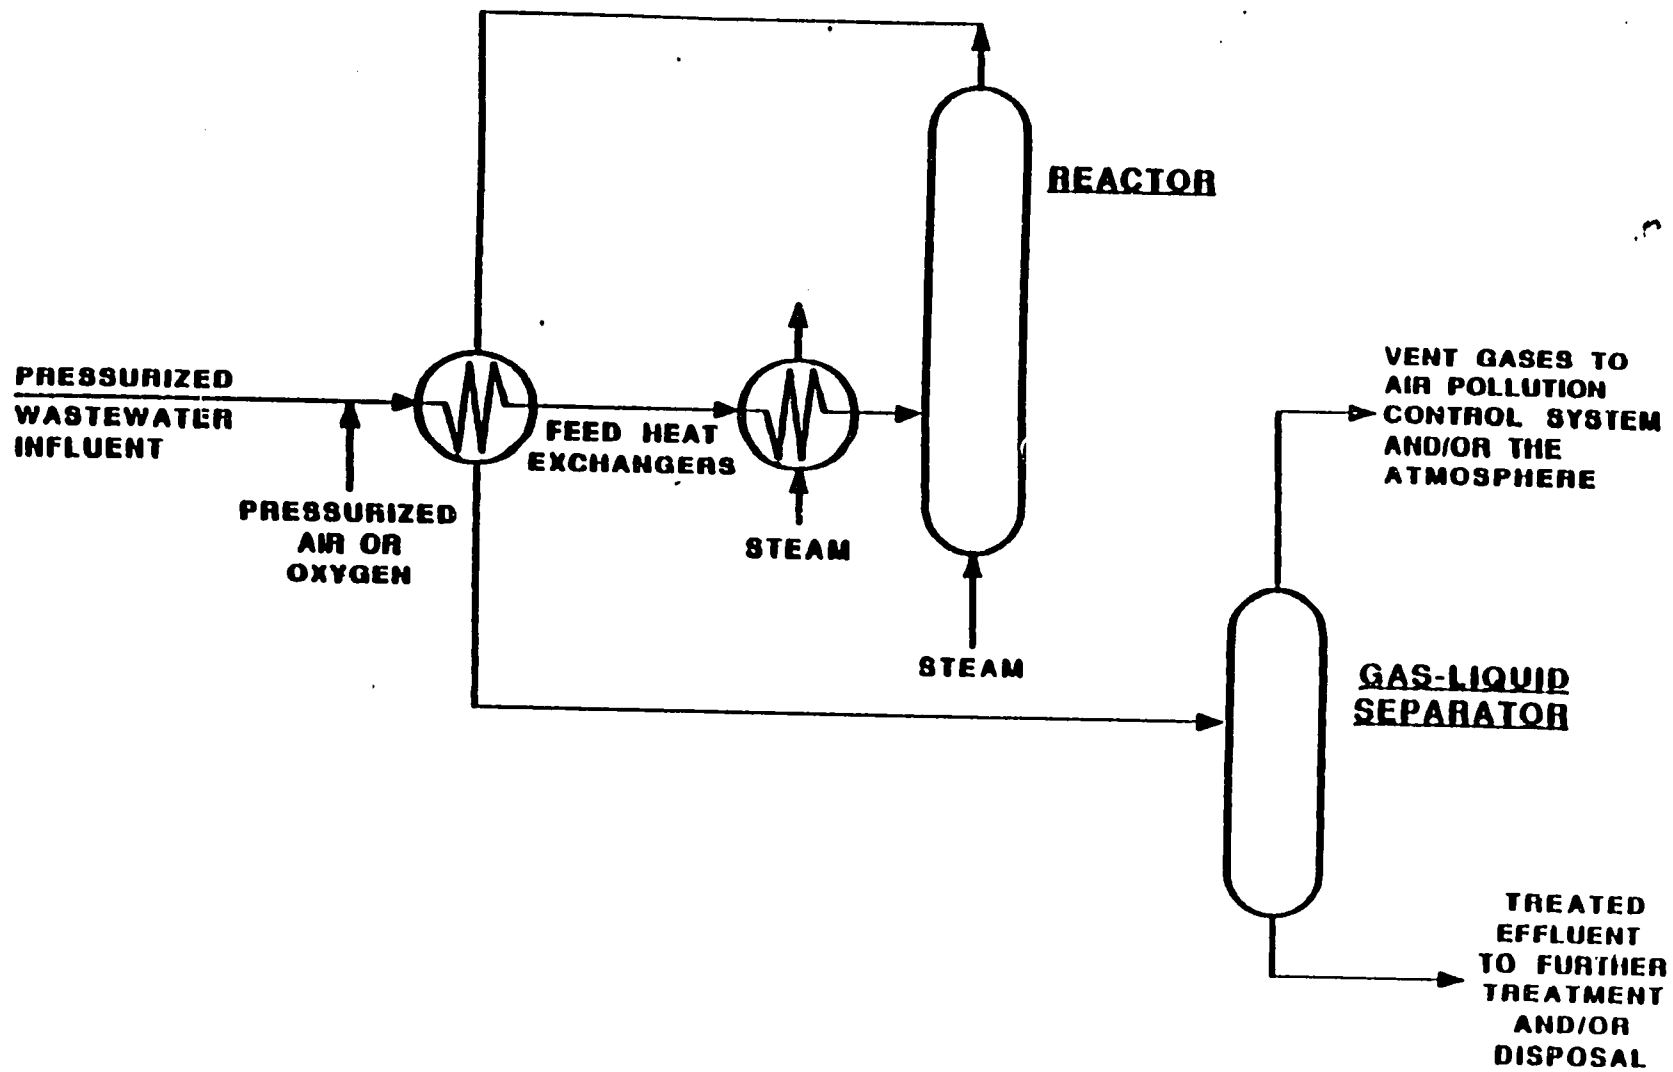 REACTOR
PRESSURIZED
WASTEWATER
INFLUENT
FEED HEAT
EXCHANGERS
PRESSURIZED
AIR OR
OXYGEN
STEAM
STEAM
VENT GASES TO
AIR POLLUTION
CONTROL SYSTEM
AND/OR THE
ATMOSPHERE
GAS-LIQUID
SEPARATOR
TREATED
EFFLUENT
TO FURTHER
TREATMENT
AND/OR
DISPOSAL